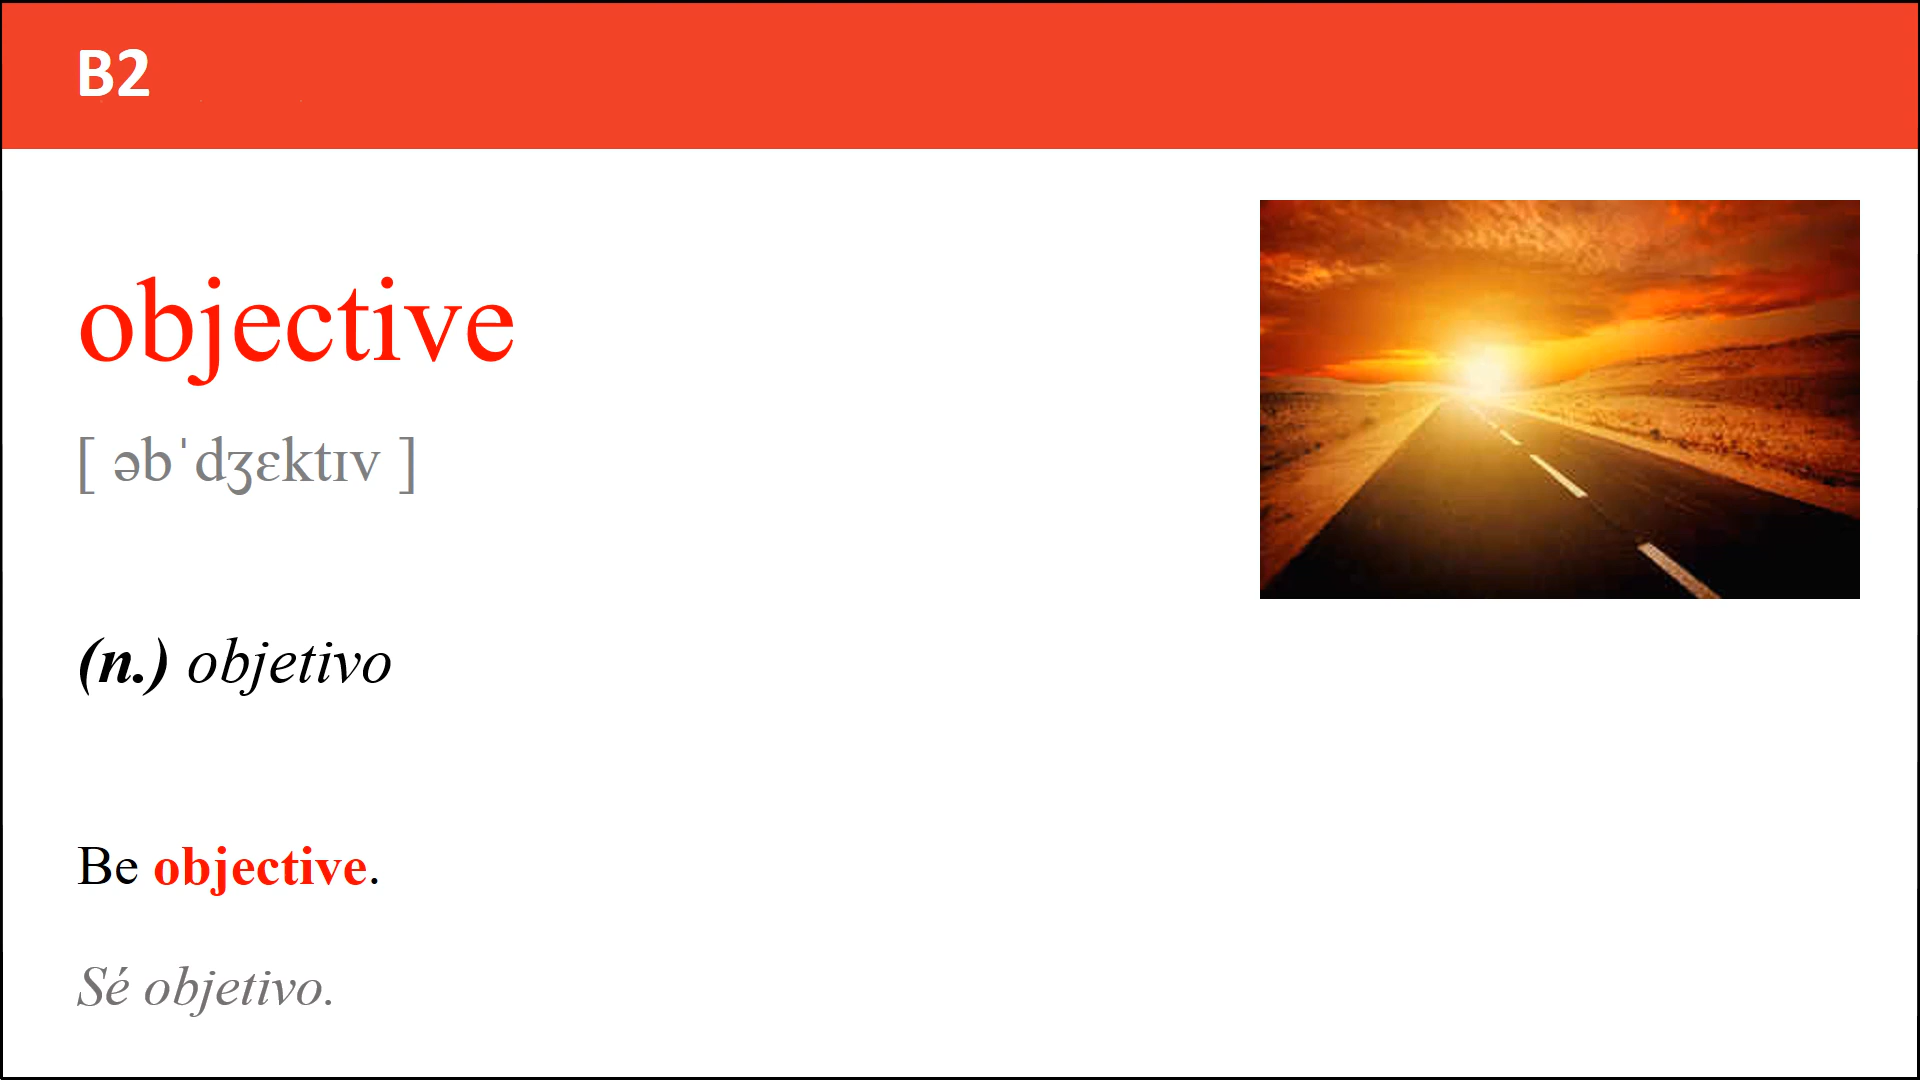 B2
objective
[ əbˈdʒɛktɪv ]
(n.) objetivo
Be objective.
Sé objetivo.